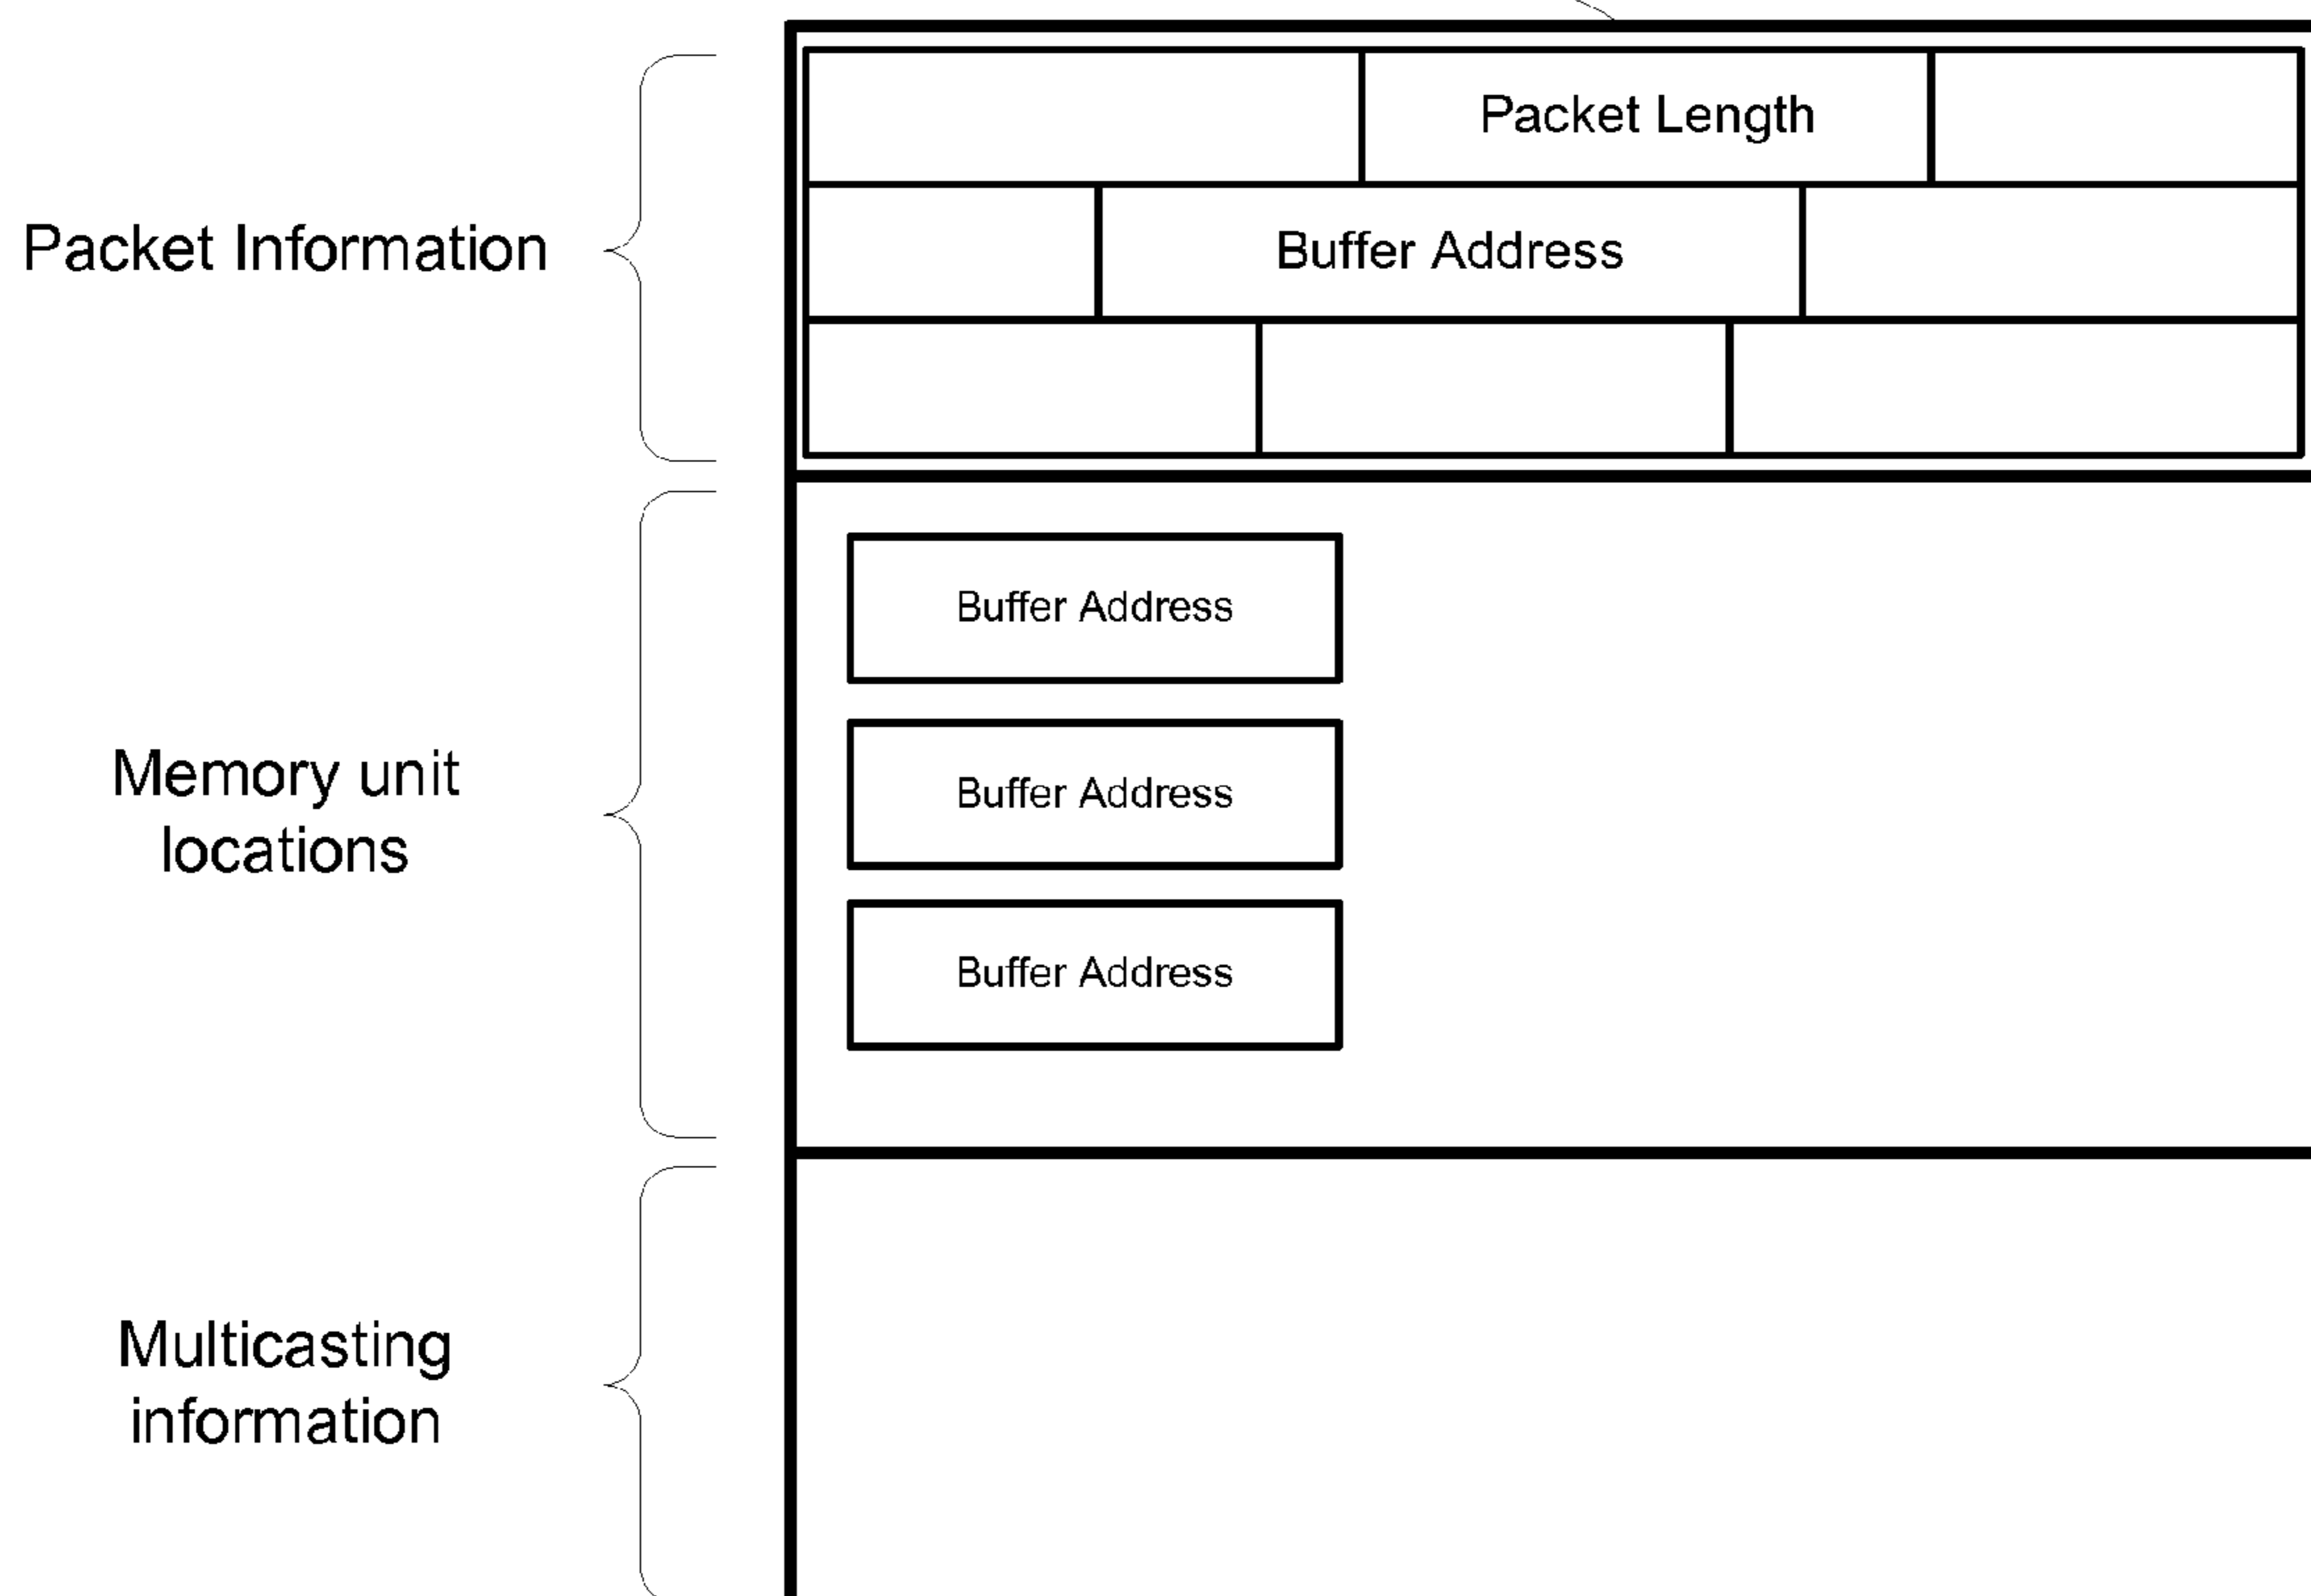 Packet Length
Packet Information
Buffer Address
Buffer Address
Memory unit
locations
Buffer Address
Buffer Address
Multicasting
information